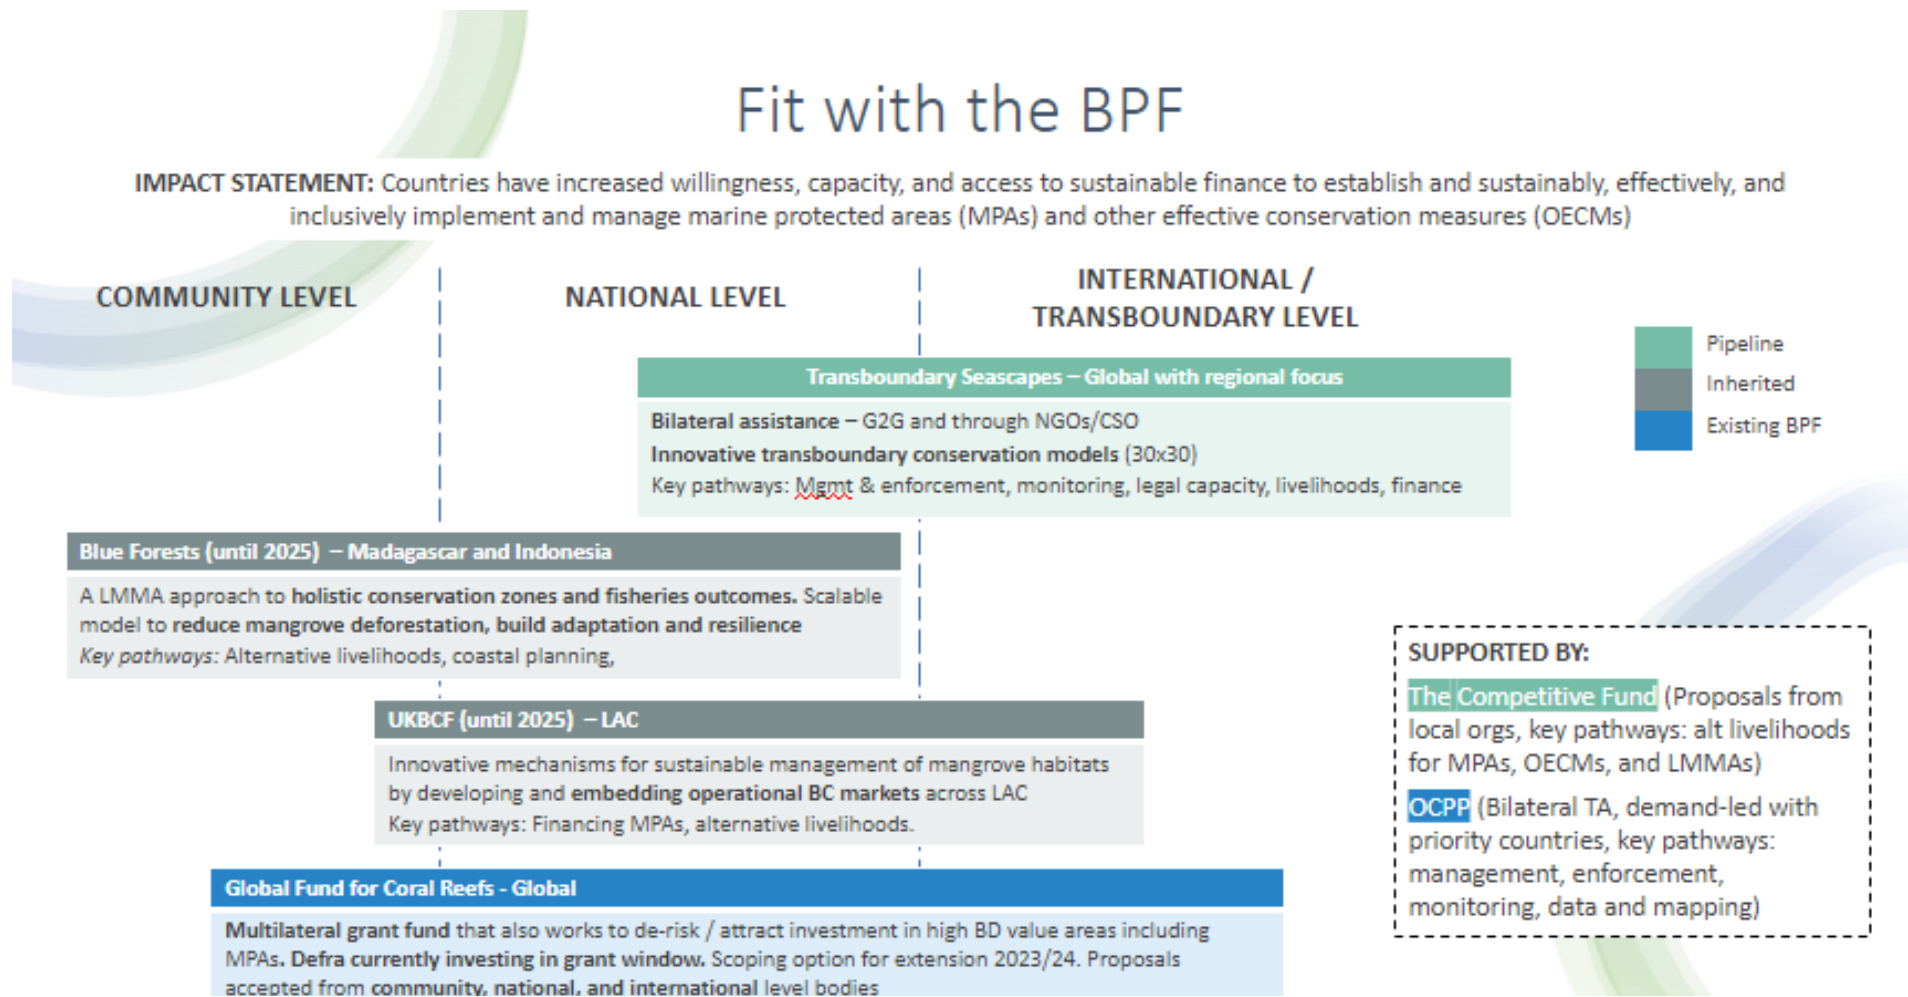 Fit with the BPF
IMPACT STATEMENT: Countries have increased willingness, capacity, and access to sustainable finance to establish and sustainably, effectively, and
inclusively implement and manage marine protected areas (MPAs) and other effective conservation measures (OECMs)
COMMUNITY LEVEL
NATIONAL LEVEL
INTERNATIONAL /
TRANSBOUNDARY LEVEL
Pipeline
Inherited
Existing BPF
Transboundary Seascapes – Global with regional focus
Bilateral assistance – G2G and through NGOs/CSO
Innovative transboundary conservation models (30x30)
Key pathways: Mgmt & enforcement, monitoring, legal capacity, livelihoods, finance
Blue Forests (until 2025) – Madagascar and Indonesia
A LMMA approach to holistic conservation zones and fisheries outcomes. Scalable
model to reduce mangrove deforestation, build adaptation and resilience
Key pathways: Alternative livelihoods, coastal planning,
UKBCF (until 2025) – LAC
Innovative mechanisms for sustainable management of mangrove habitats
by developing and embedding operational BC markets across LAC
Key pathways: Financing MPAs, alternative livelihoods.
Global Fund for Coral Reefs - Global
Multilateral grant fund that also works to de-risk / attract investment in high BD value areas including
MPAs. Defra currently investing in grant window. Scoping option for extension 2023/24. Proposals
accepted from community, national, and international level bodies
SUPPORTED BY:
The Competitive Fund (Proposals from
local orgs, key pathways: alt livelihoods
for MPAs, OECMs, and LMMAs)
OCPP (Bilateral TA, demand-led with
priority countries, key pathways:
management, enforcement,
monitoring, data and mapping)